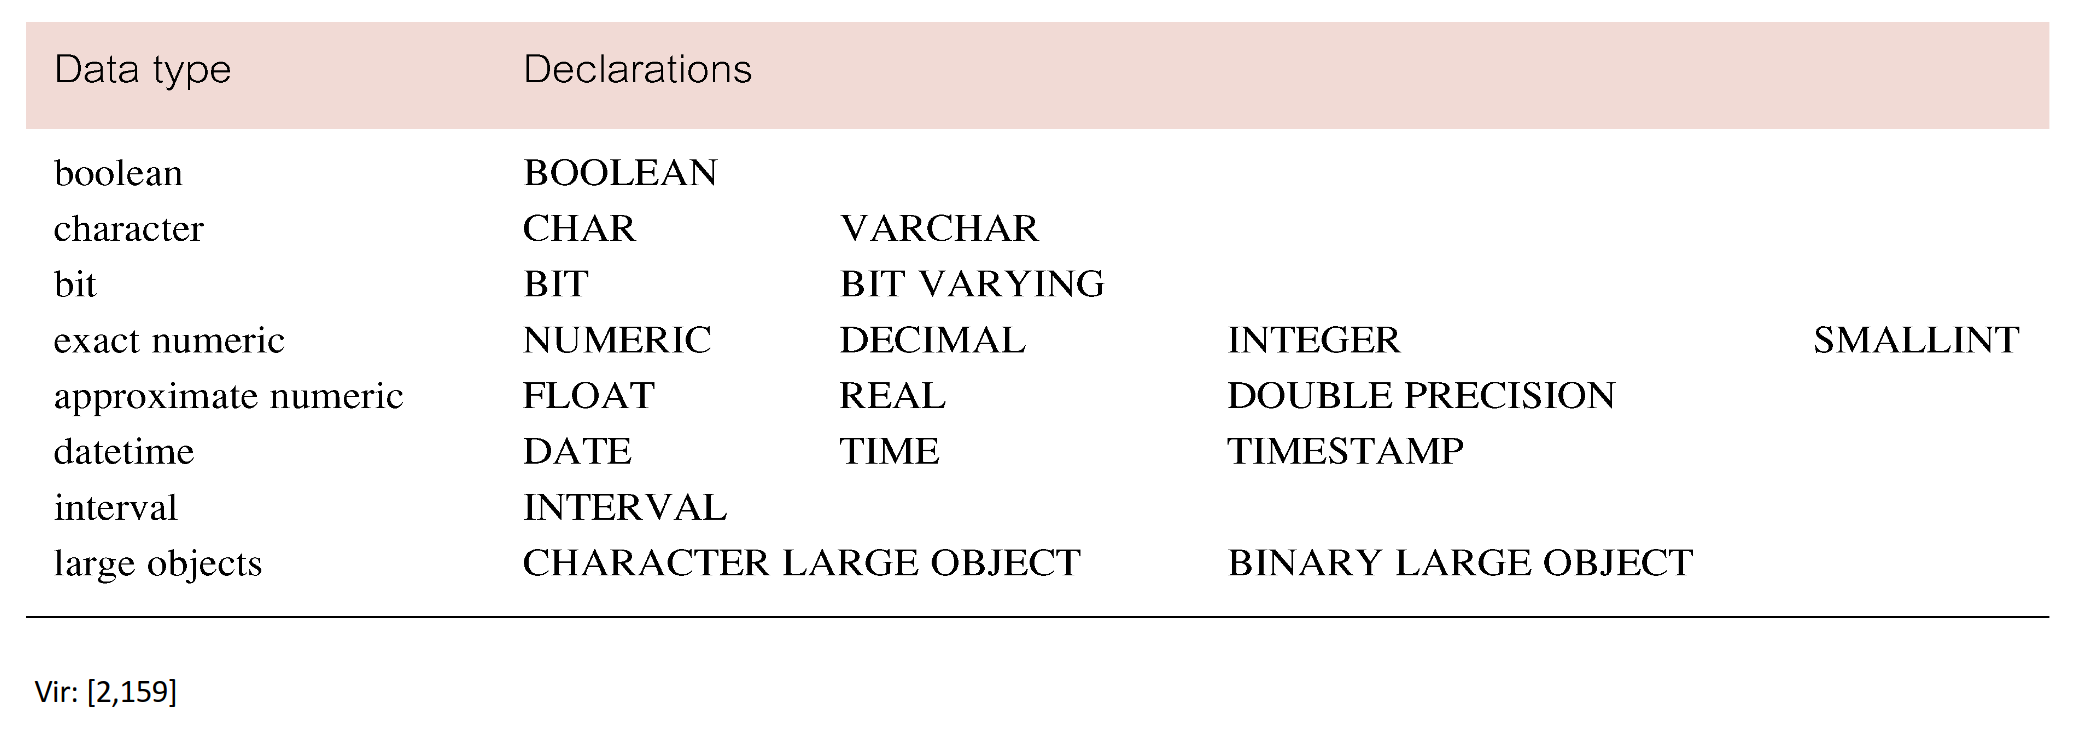 Data type Declarations
boolean BOOLEAN
character CHAR VARCHAR
bit BIT BIT VARYING
exact numeric NUMERIC DECIMAL INTEGER SMALLINT
approximate numeric FLOAT REAL DOUBLE PRECISION
datetime DATE TIME TIMESTAMP
interval INTERVAL
large objects CHARACTER LARGE OBJECT BINARY LARGE OBJECT
Vir: [2,159]